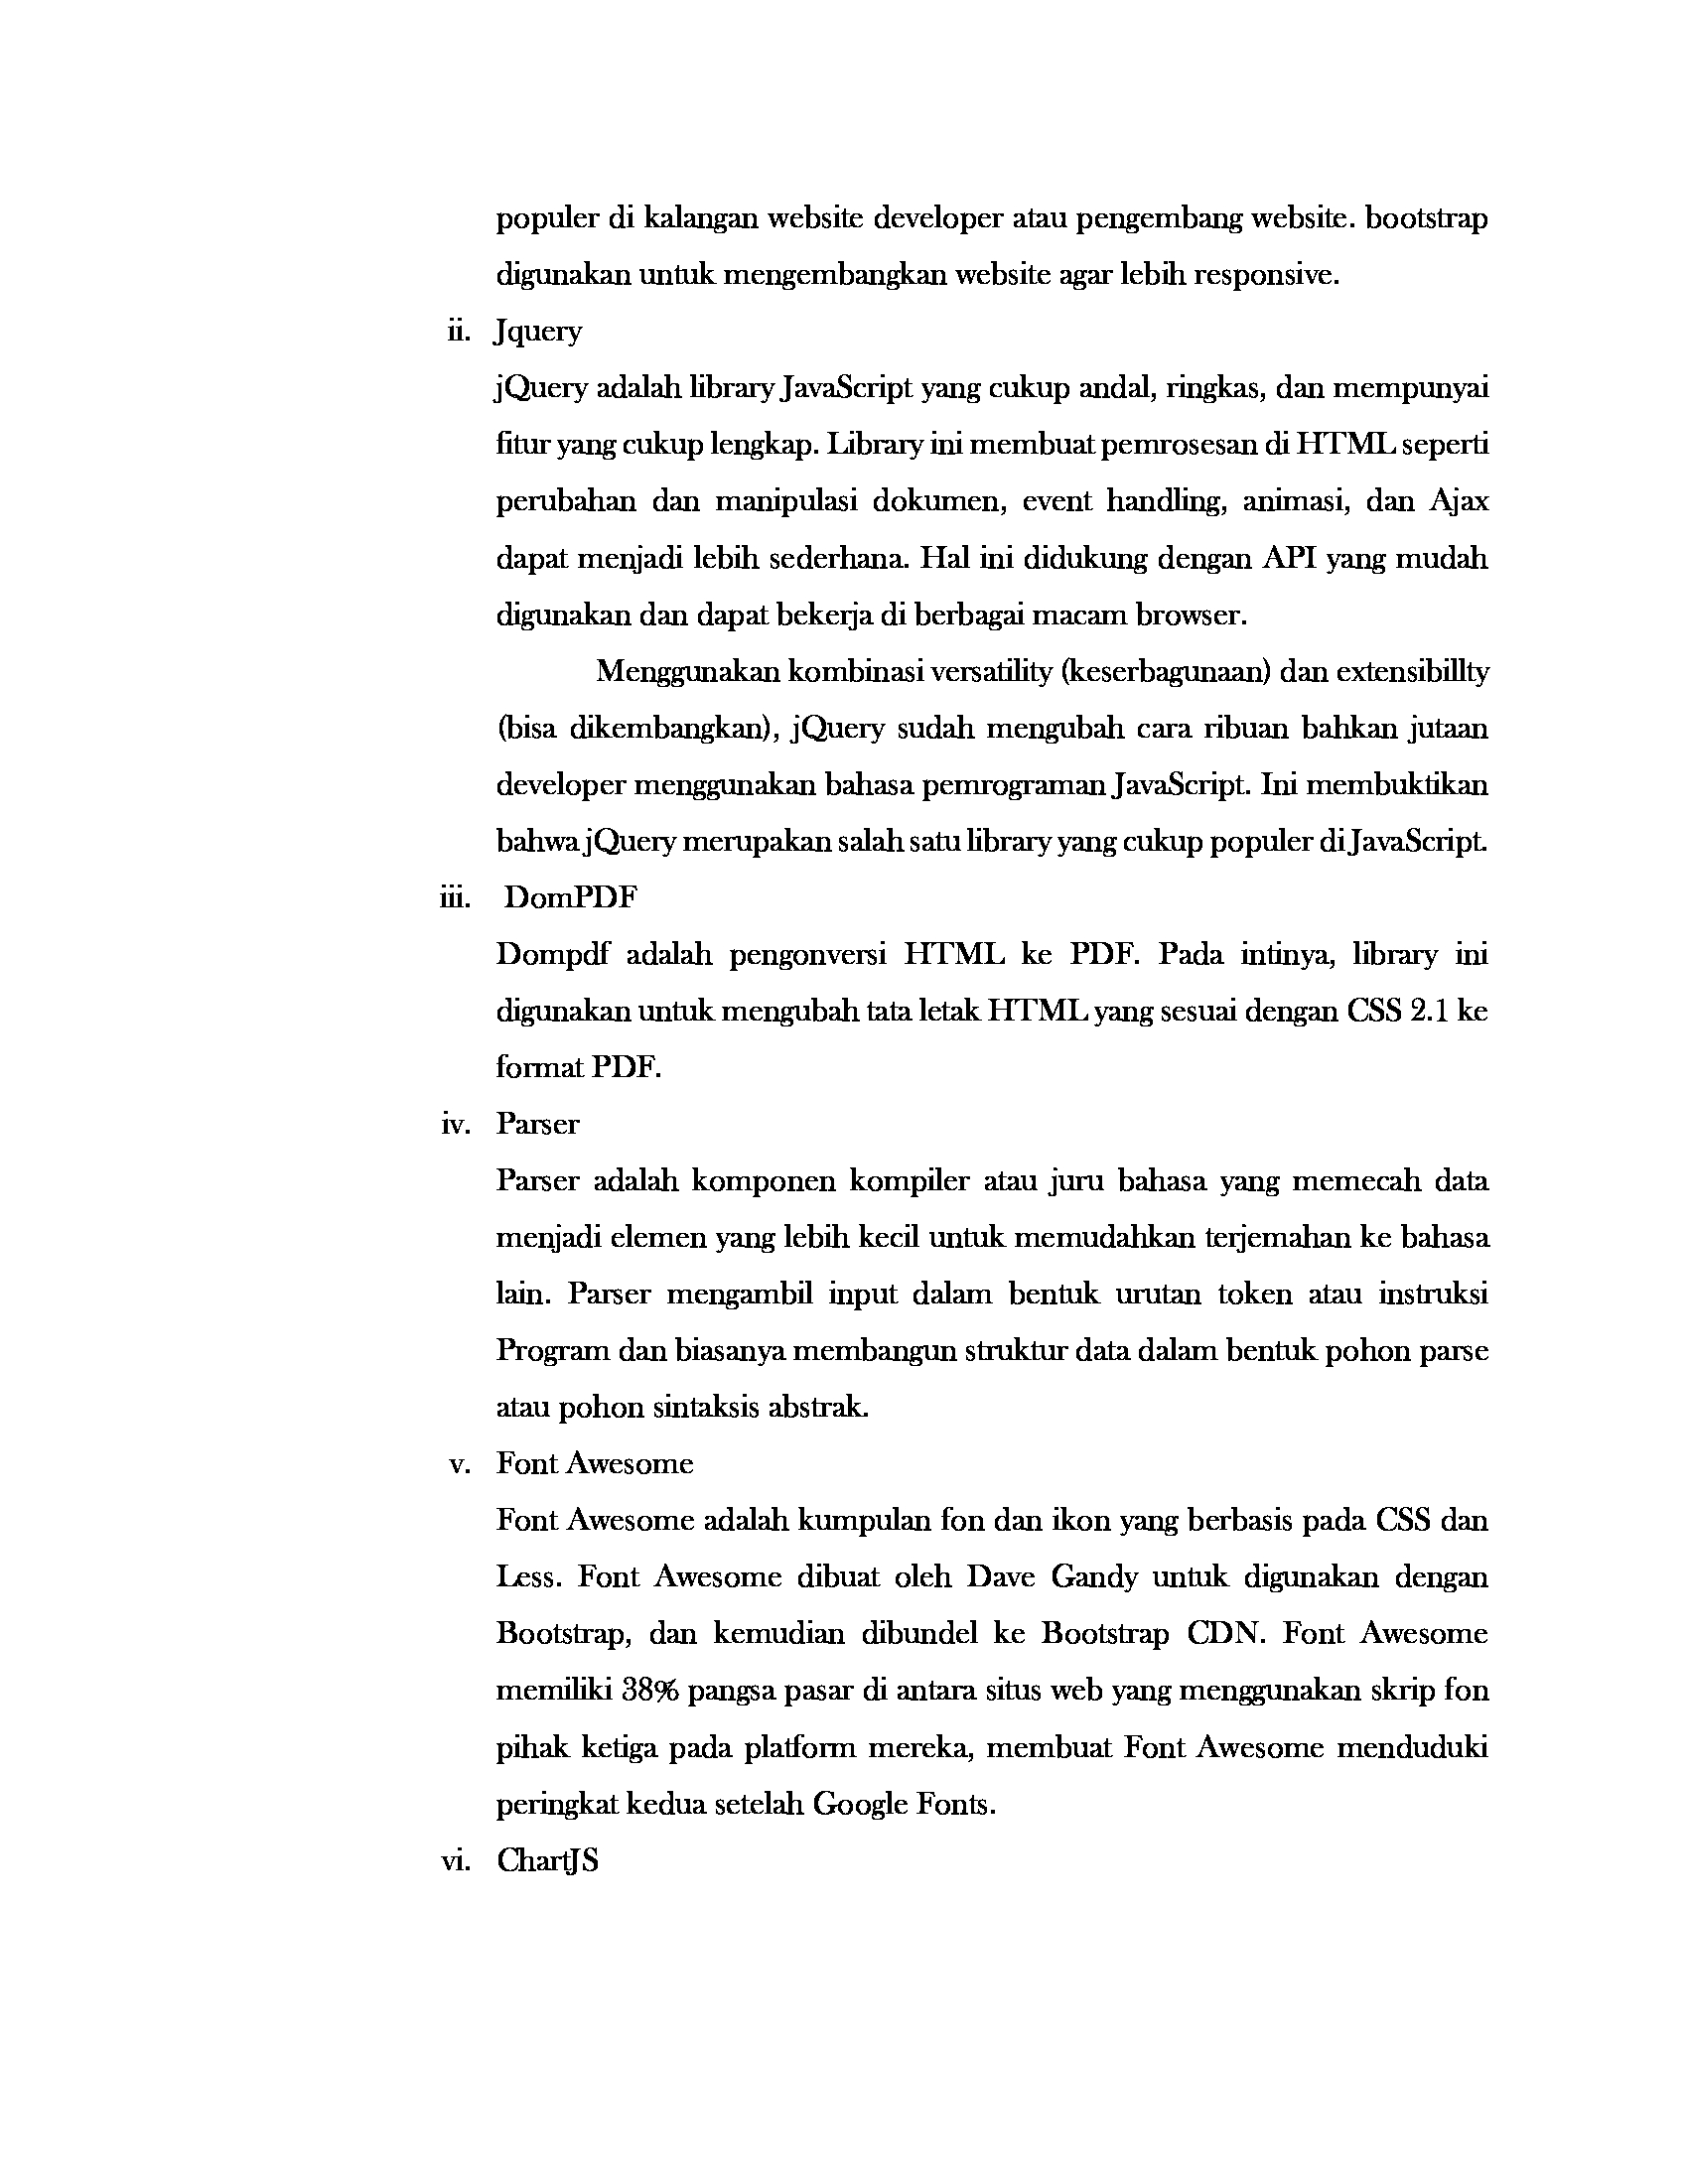 populer di kalangan website developer atau pengembang website. bootstrap
digunakan untuk mengembangkan website agar lebih responsive.
ii. Jquery
jQuery adalah library JavaScript yang cukup andal, ringkas, dan mempunyai
fitur yang cukup lengkap. Library ini membuat pemrosesan di HTML seperti
perubahan dan manipulasi dokumen, event handling, animasi, dan Ajax
dapat menjadi lebih sederhana. Hal ini didukung dengan API yang mudah
digunakan dan dapat bekerja di berbagai macam browser.
Menggunakan kombinasi versatility (keserbagunaan) dan extensibillty
(bisa dikembangkan), jQuery sudah mengubah cara ribuan bahkan jutaan
developer menggunakan bahasa pemrograman JavaScript. Ini membuktikan
bahwa jQuery merupakan salah satu library yang cukup populer di JavaScript.
iii. DomPDF
Dompdf adalah pengonversi HTML ke PDF. Pada intinya, library ini
digunakan untuk mengubah tata letak HTML yang sesuai dengan CSS 2.1 ke
format PDF.
iv. Parser
Parser adalah komponen kompiler atau juru bahasa yang memecah data
menjadi elemen yang lebih kecil untuk memudahkan terjemahan ke bahasa
lain. Parser mengambil input dalam bentuk urutan token atau instruksi
Program dan biasanya membangun struktur data dalam bentuk pohon parse
atau pohon sintaksis abstrak.
v. Font Awesome
Font Awesome adalah kumpulan fon dan ikon yang berbasis pada CSS dan
Less. Font Awesome dibuat oleh Dave Gandy untuk digunakan dengan
Bootstrap, dan kemudian dibundel ke Bootstrap CDN. Font Awesome
memiliki 38% pangsa pasar di antara situs web yang menggunakan skrip fon
pihak ketiga pada platform mereka, membuat Font Awesome menduduki
peringkat kedua setelah Google Fonts.
vi. ChartJS